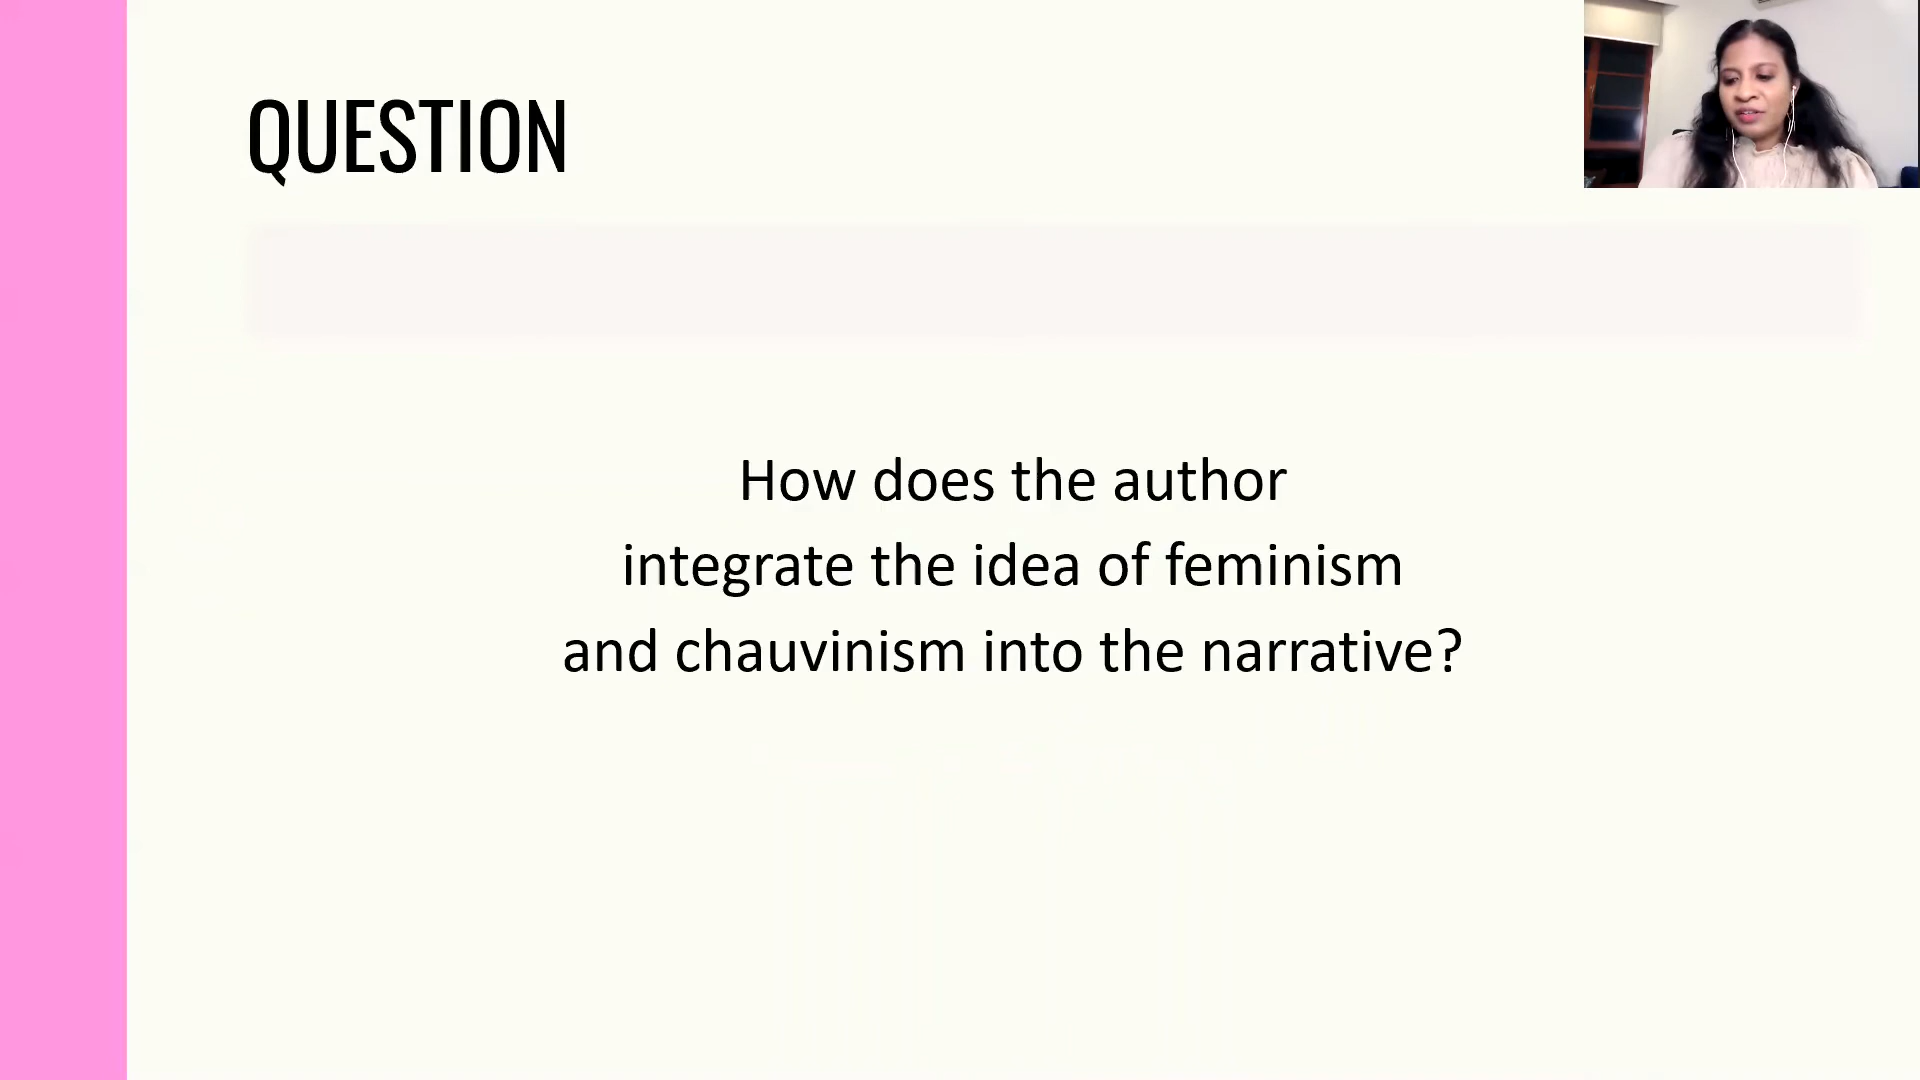 QUESTION
How does the author
integrate the idea of feminism
and chauvinism into the narrative?